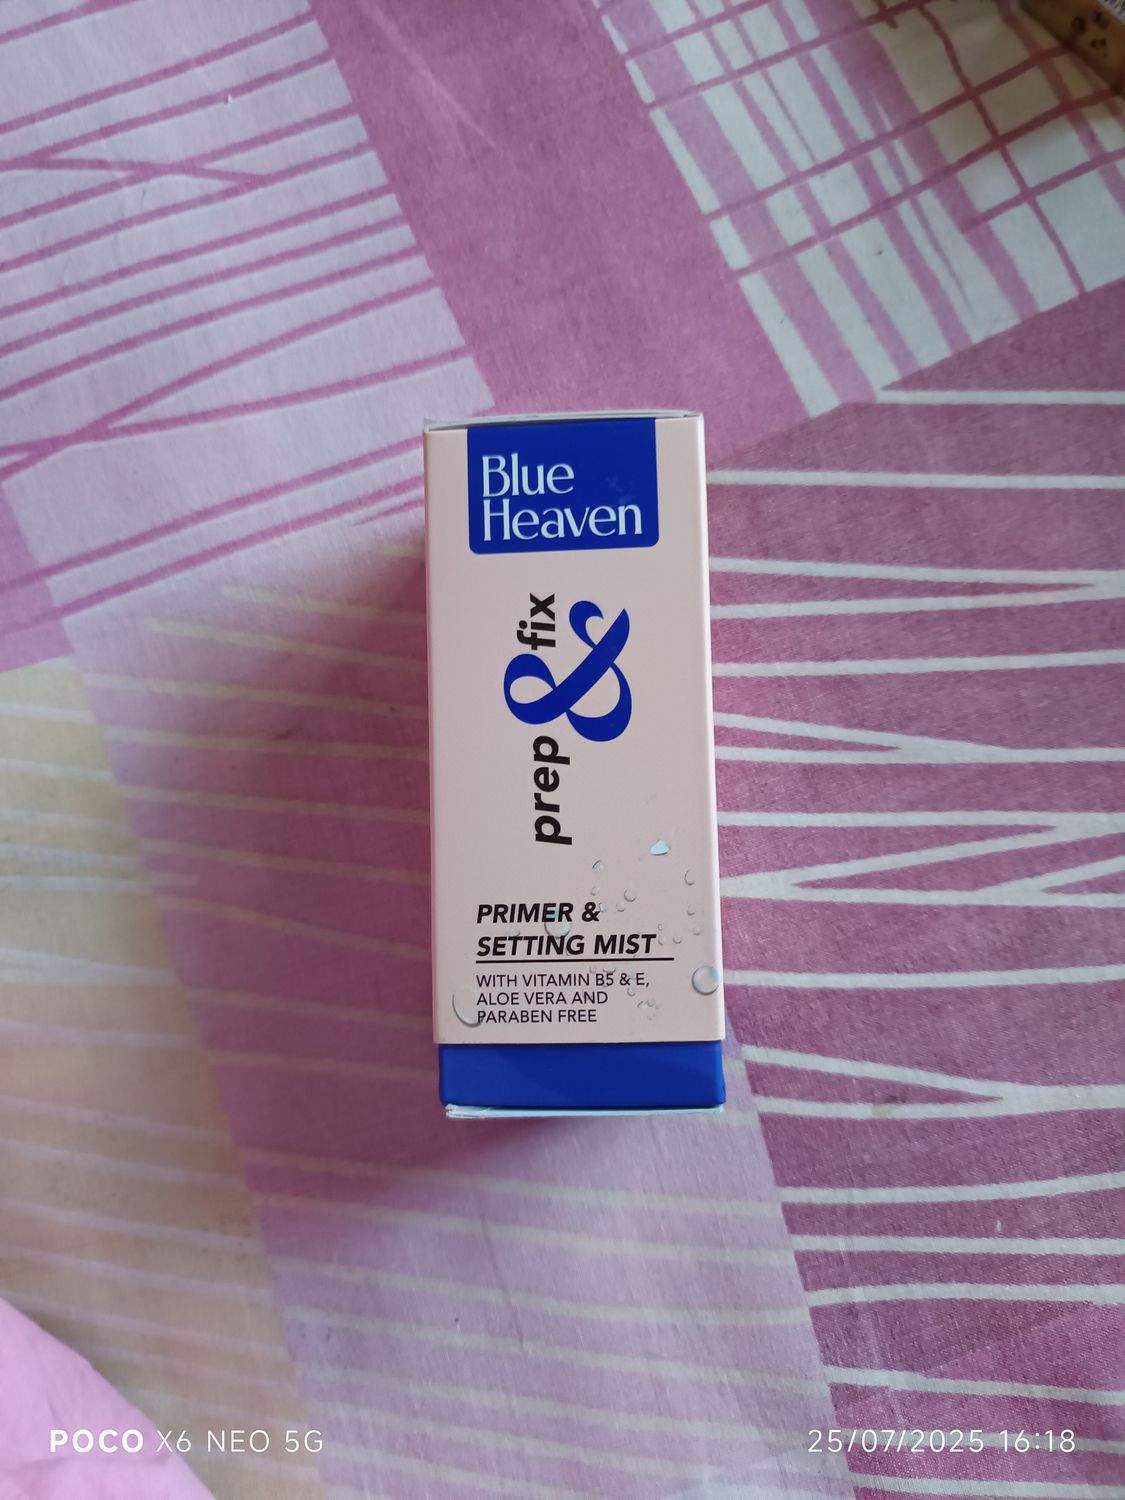 Blue
Heaven
prep & fix
PRIMER &
SETTING MIST
WITH VITAMIN B5 & E,
ALOE VERA AND
PARABEN FREE
POCO X6 NEO 5G
25/07/2025 16:18